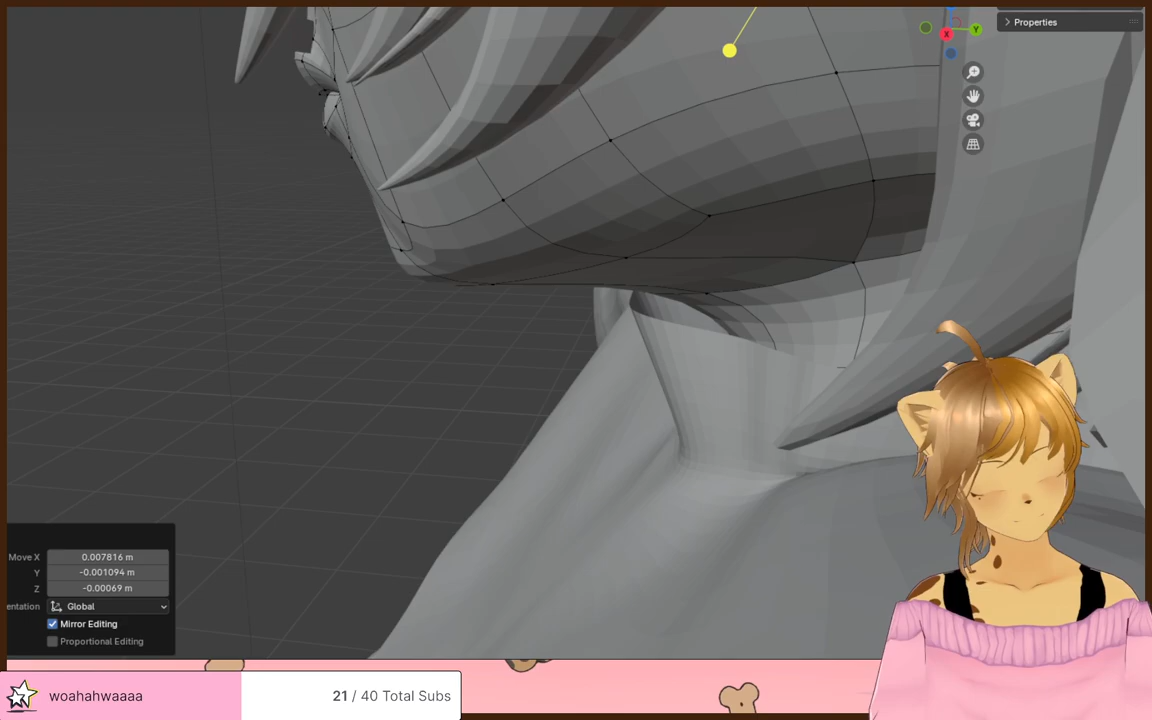 Properties
X
Y
Move X 0.007816 m
Y -0.001094 m
Z -0.00069 m
entation Global
Mirror Editing
Proportional Editing
woahahwaaaa 21 / 40 Total Subs